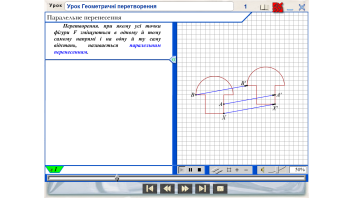 Урок Урок Геометричні перетворення 1
Паралельне перенесення
Перетворення, при якому усі точки
фігури F зміщуються в одному й тому
самому напрямі і на одну й ту саму
відстань, називається паралельним
перенесенням.
B B'
A A'
X X'
50%